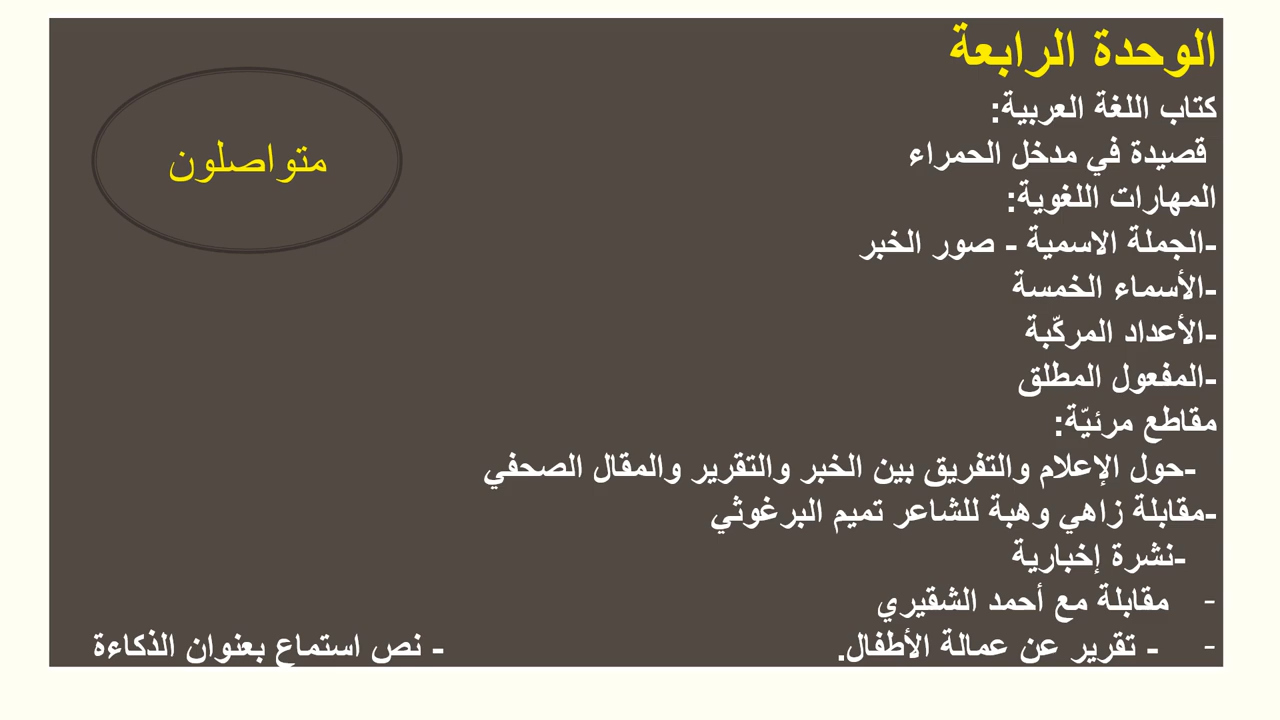 الوحدة الرابعة
متواصلون
كتاب اللغة العربية:
قصيدة في مدخل الحمراء
المهارات اللغوية:
-الجملة الاسمية - صور الخبر
-الأسماء الخمسة
-الأعداد المركّبة
-المفعول المطلق
مقاطع مرئيّة:
-حول الإعلام والتفريق بين الخبر والتقرير والمقال الصحفي
-مقابلة زاهي وهبة للشاعر تميم البرغوثي
-نشرة إخبارية
- مقابلة مع أحمد الشقيري
- - تقرير عن عمالة الأطفال. - نص استماع بعنوان الذكاءة